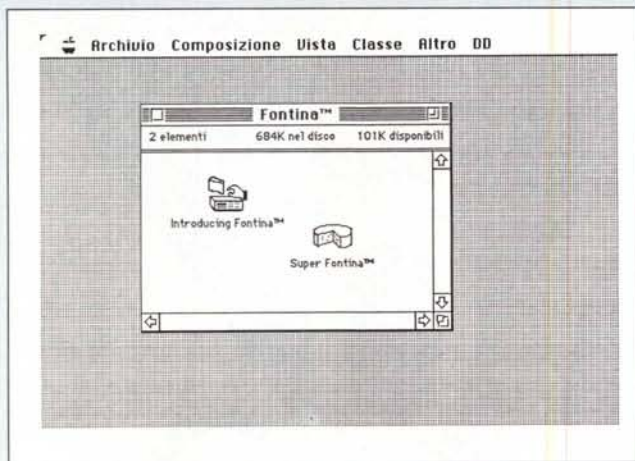 Archivio Composizione Vista Classe Altro DD
Fontina™
2 elementi 684K nel disco 101K disponibili
Introducing Fontina™
Super Fontina™